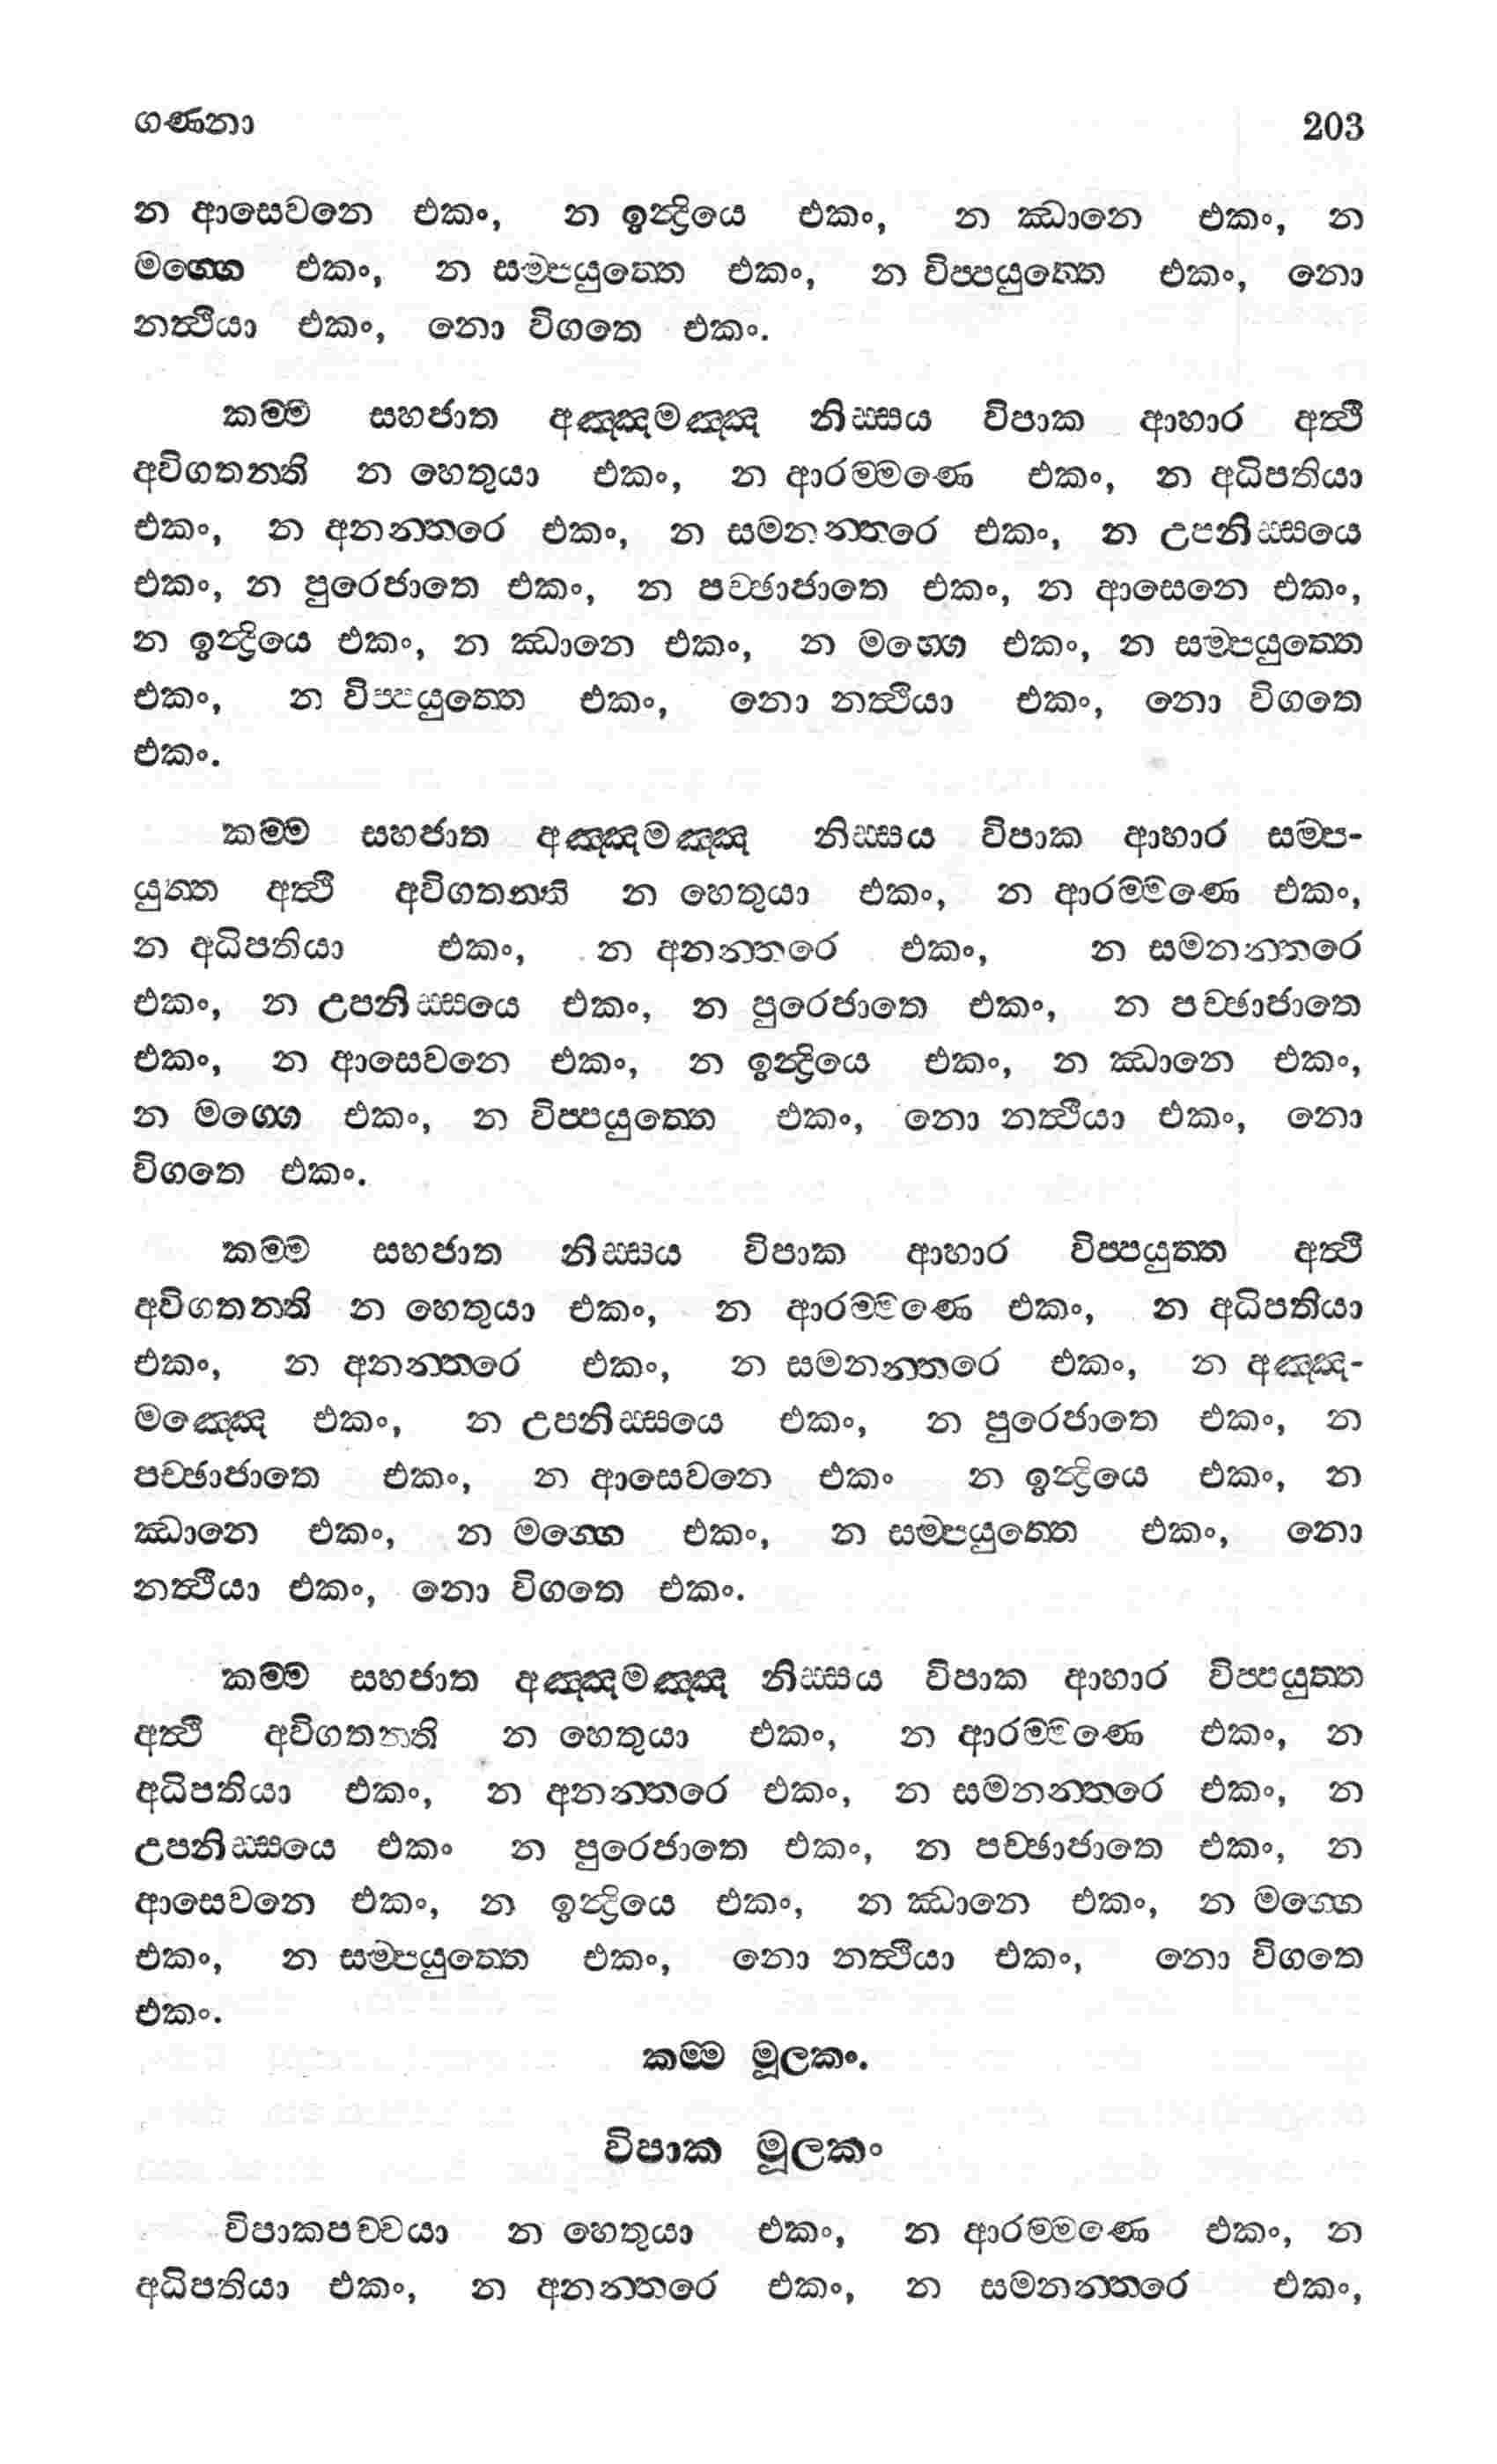 ගණනා 203
න ආසෙවනෙ එකං, න ඉන්‍ද්‍රියෙ එකං, න ඣානෙ එකං, න
මග්ගෙ එකං, න සම්පයුත්තෙ එකං, න විප්පයුත්තෙ එකං, නො
නත්‍ථියා එකං, නො විගතෙ එකං.
කම්ම සහජාත අඤ්ඤමඤ්ඤ නිස්සය විපාක ආහාර අත්‍ථි
අවිගතන්ති න හෙතුයා එකං, න ආරම්මණෙ එකං, න අධිපතියා
එකං, න අනන්තරෙ එකං, න සමනන්තරෙ එකං, න උපනිස්සයෙ
එකං, න පුරෙජාතෙ එකං, න පච්ඡාජාතෙ එකං, න ආසෙනෙ එකං,
න ඉන්‍ද්‍රියෙ එකං, න ඣානෙ එකං, න මග්ගෙ එකං, න සම්පයුත්තෙ
එකං, න විප්පයුත්තෙ එකං, නො නත්‍ථියා එකං, නො විගතෙ
එකං.
කම්ම සහජාත අඤ්ඤමඤ්ඤ නිස්සය විපාක ආහාර සම්ප-
යුත්ත අත්‍ථි අවිගතන්ති න හෙතුයා එකං, න ආරම්මණෙ එකං,
න අධිපතියා එකං, න අනන්තරෙ එකං, න සමනන්තරෙ
එකං, න උපනිස්සයෙ එකං, න පුරෙජාතෙ එකං, න පච්ඡාජාතෙ
එකං, න ආසෙවනෙ එකං, න ඉන්‍ද්‍රියෙ එකං, න ඣානෙ එකං,
න මග්ගෙ එකං, න විප්පයුත්තෙ එකං, නො නත්‍ථියා එකං, නො
විගතෙ එකං.
කම්ම සහජාත නිස්සය විපාක ආහාර විප්පයුත්ත අත්‍ථි
අවිගතන්ති න හෙතුයා එකං, න ආරම්මණෙ එකං, න අධිපතියා
එකං, න අනන්තරෙ එකං, න සමනන්තරෙ එකං, න අඤ්ඤ-
මඤ්ඤෙ එකං, න උපනිස්සයෙ එකං, න පුරෙජාතෙ එකං, න
පච්ඡාජාතෙ එකං, න ආසෙවනෙ එකං න ඉන්‍ද්‍රියෙ එකං, න
ඣානෙ එකං, න මග්ගෙ එකං, න සම්පයුත්තෙ එකං, නො
නත්‍ථියා එකං, නො විගතෙ එකං.
කම්ම සහජාත අඤ්ඤමඤ්ඤ නිස්සය විපාක ආහාර විප්පයුත්ත
අත්‍ථි අවිගතන්ති න හෙතුයා එකං, න ආරම්මණෙ එකං, න
අධිපතියා එකං, න අනන්තරෙ එකං, න සමනන්තරෙ එකං, න
උපනිස්සයෙ එකං න පුරෙජාතෙ එකං, න පච්ඡාජාතෙ එකං, න
ආසෙවනෙ එකං, න ඉන්‍ද්‍රියෙ එකං, න ඣානෙ එකං, න මග්ගෙ
එකං, න සම්පයුත්තෙ එකං, නො නත්‍ථියා එකං, නො විගතෙ
එකං.
කම්ම මූලකං.
විපාක මූලකං
විපාකපච්චයා න හෙතුයා එකං, න ආරම්මණෙ එකං, න
අධිපතියා එකං, න අනන්තරෙ එකං, න සමනන්තරෙ එකං,